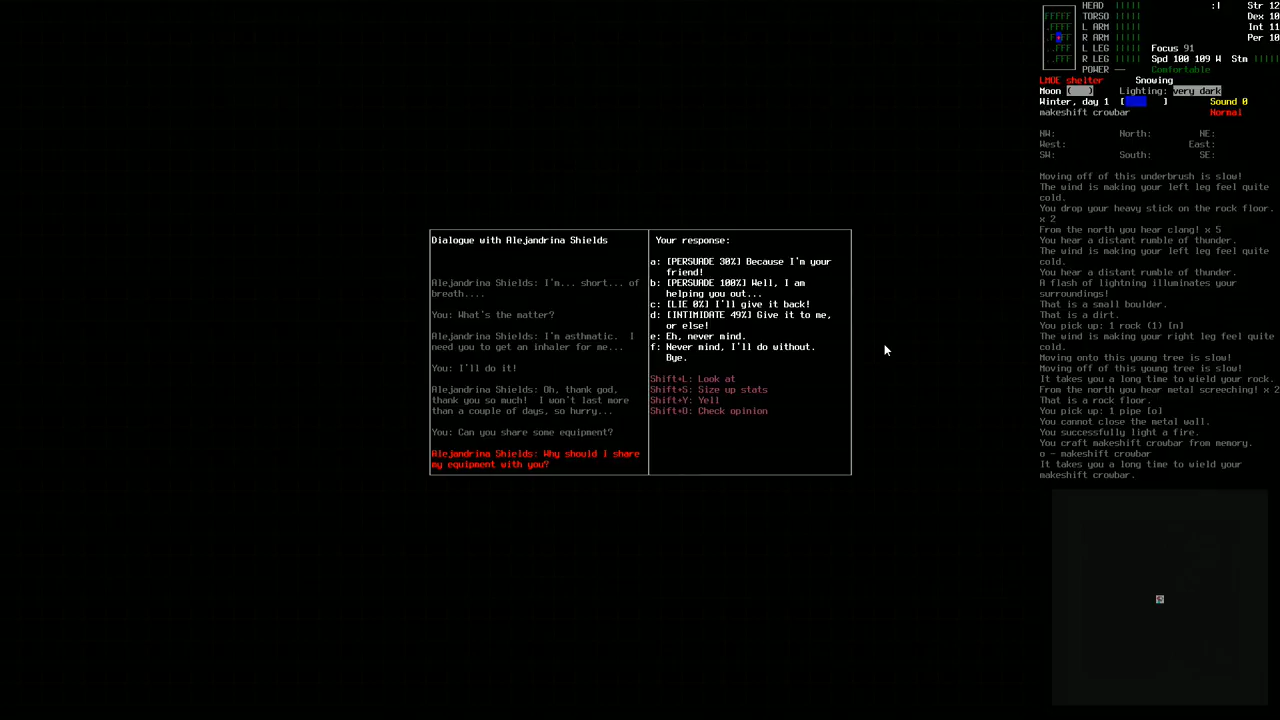 Dialogue with Alejandrina Shields
Alejandrina Shields: I'm... short... of
breath....
You: What's the matter?
Alejandrina Shields: I'm asthmatic.  I
need you to get an inhaler for me...
You: I'll do it!
Alejandrina Shields: Oh, thank god,
thank you so much!  I won't last more
than a couple of days, so hurry...
You: Can you share some equipment?
Alejandrina Shields: Why should I share
my equipment with you?
Your response:
a: [PERSUADE 30%] Because I'm your
friend!
b: [PERSUADE 100%] Well, I am
helping you out...
c: [LIE 0%] I'll give it back!
d: [INTIMIDATE 49%] Give it to me,
or else!
e: Eh, never mind.
f: Never mind, I'll do without.
Bye.
Shift+L: Look at
Shift+S: Size up stats
Shift+Y: Yell
Shift+O: Check opinion
HEAD ||||| :| Str 12
FFFFF TORSO ||||| Dex 10
.FFFF L ARM ||||| Int 11
R ARM ||||| Per 10
..FFF L LEG ||||| Focus 91
..FFF R LEG ||||| Spd 100 109 W Stm |||||
POWER -- Comfortable
LMOE shelter Snowing
Moon (   ) Lighting: very dark
Winter, day 1 [ ] Sound 0
makeshift crowbar Normal
NW: North: NE:
West: East:
SW: South: SE:
Moving off of this underbrush is slow!
The wind is making your left leg feel quite
cold.
You drop your heavy stick on the rock floor.
x 2
From the north you hear clang! x 5
You hear a distant rumble of thunder.
The wind is making your left leg feel quite
cold.
You hear a distant rumble of thunder.
A flash of lightning illuminates your
surroundings!
That is a small boulder.
That is a dirt.
You pick up: 1 rock (1) [n]
The wind is making your right leg feel quite
cold.
Moving onto this young tree is slow!
Moving off of this young tree is slow!
It takes you a long time to wield your rock.
From the north you hear metal screeching! x 2
That is a rock floor.
You pick up: 1 pipe [o]
You cannot close the metal wall.
You successfully light a fire.
You craft makeshift crowbar from memory.
o - makeshift crowbar
It takes you a long time to wield your
makeshift crowbar.